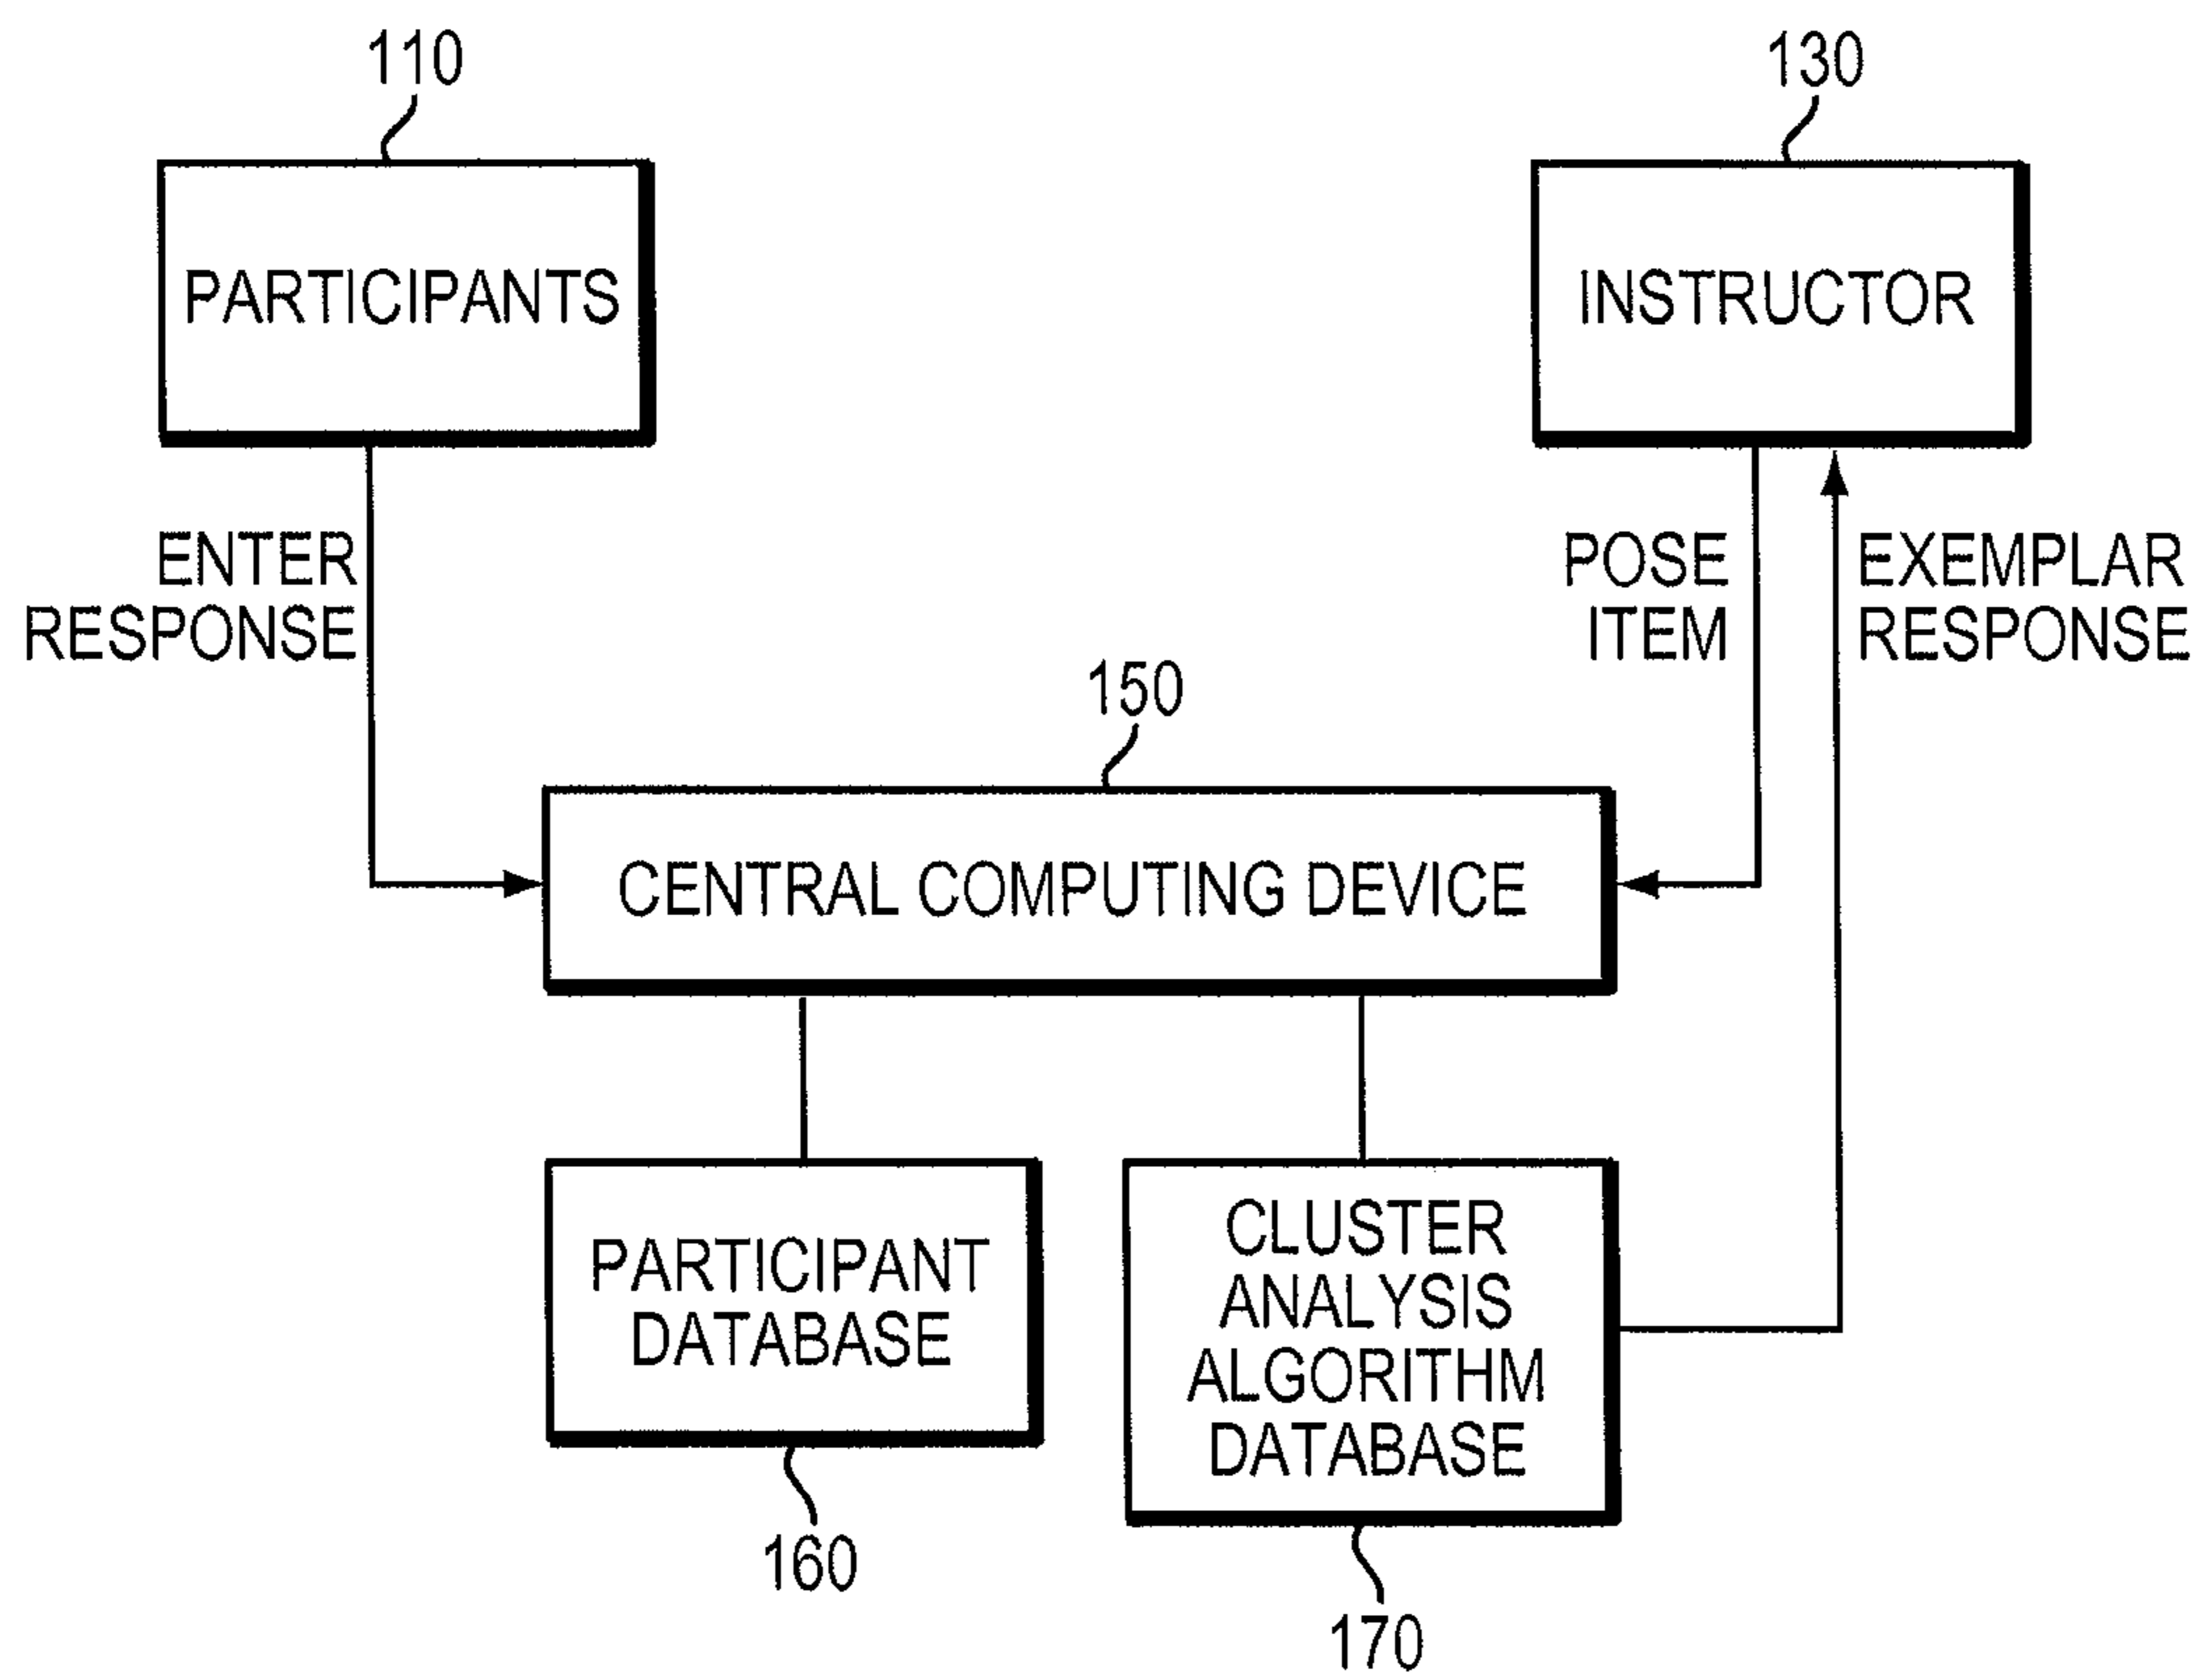 110
130
PARTICIPANTS
INSTRUCTOR
ENTER
RESPONSE
POSE
ITEM
EXEMPLAR
RESPONSE
150
CENTRAL COMPUTING DEVICE
PARTICIPANT
DATABASE
CLUSTER
ANALYSIS
ALGORITHM
DATABASE
160
170